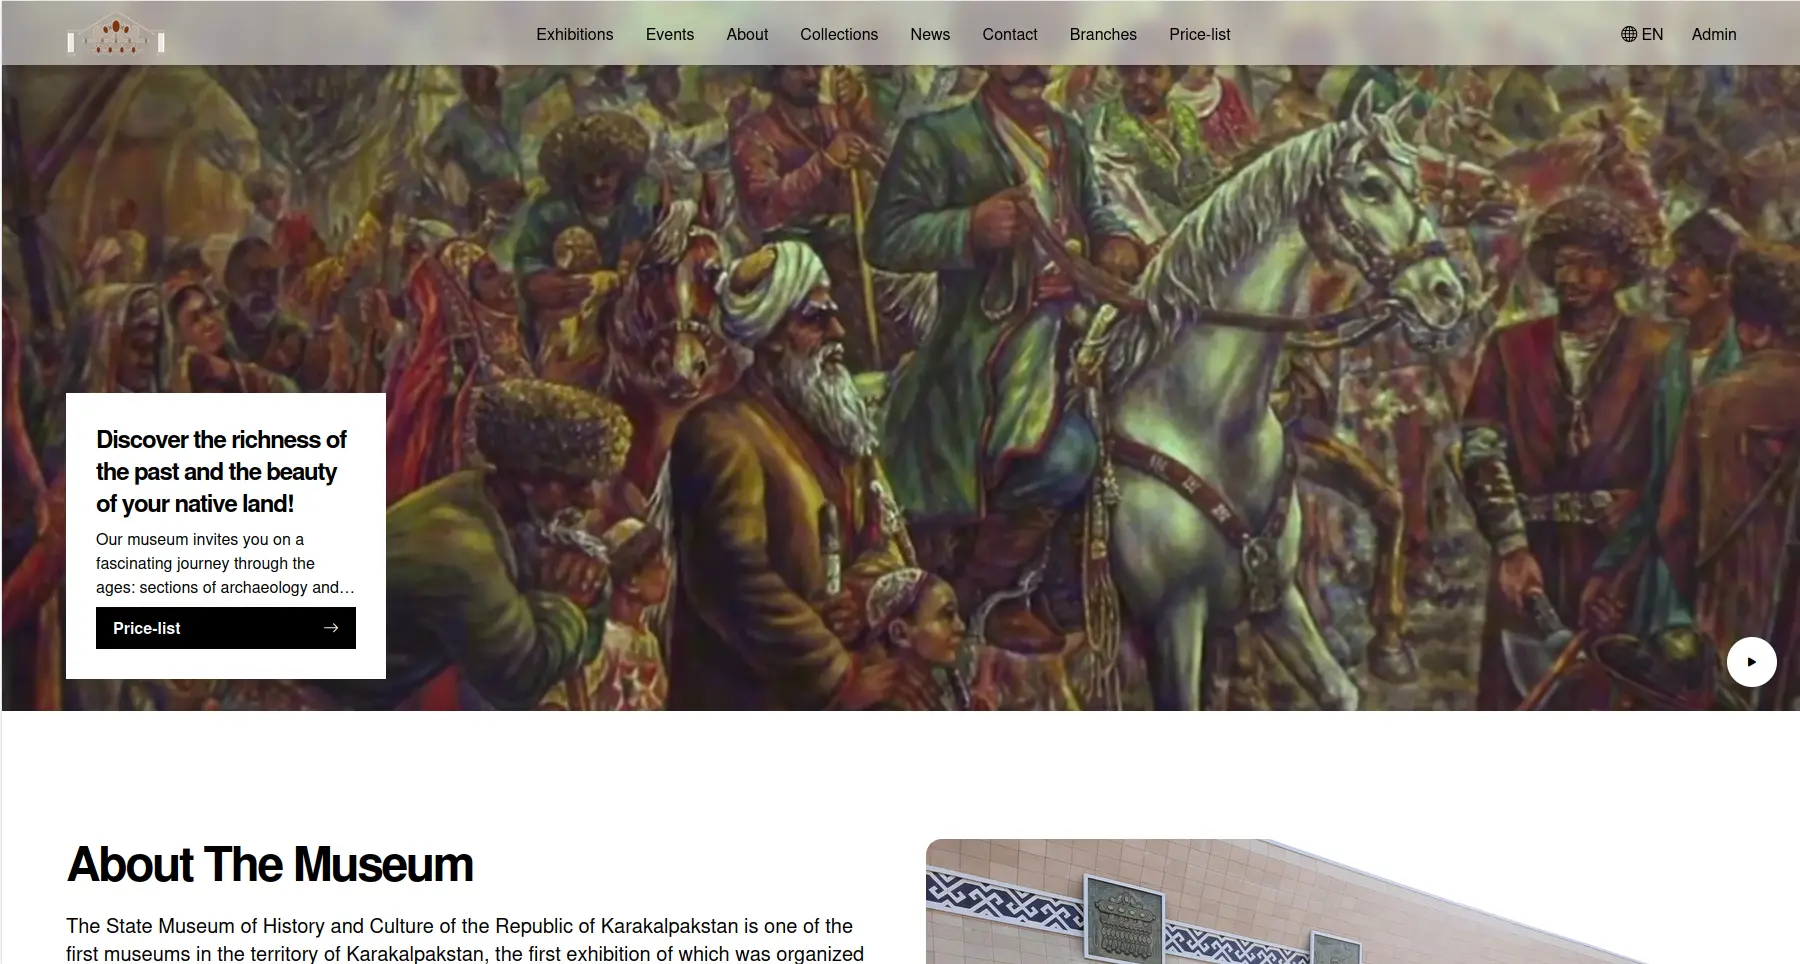 Exhibitions Events About Collections News Contact Branches Price-list EN Admin
Discover the richness of
the past and the beauty
of your native land!
Our museum invites you on a
fascinating journey through the
ages: sections of archaeology and…
Price-list
About The Museum
The State Museum of History and Culture of the Republic of Karakalpakstan is one of the
first museums in the territory of Karakalpakstan, the first exhibition of which was organized